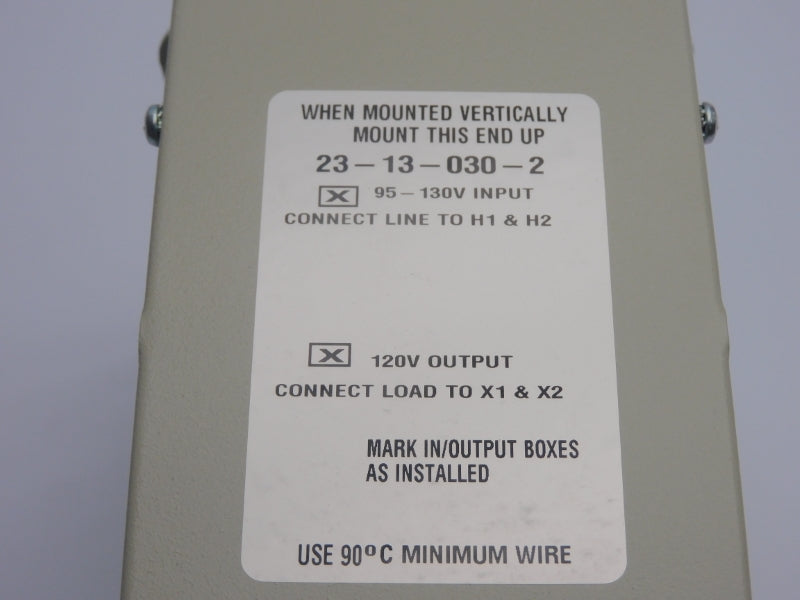 WHEN MOUNTED VERTICALLY
MOUNT THIS END UP
23-13-030-2
X 95-130V INPUT
CONNECT LINE TO H1 & H2
X 120V OUTPUT
CONNECT LOAD TO X1 & X2
MARK IN/OUTPUT BOXES
AS INSTALLED
USE 90°C MINIMUM WIRE